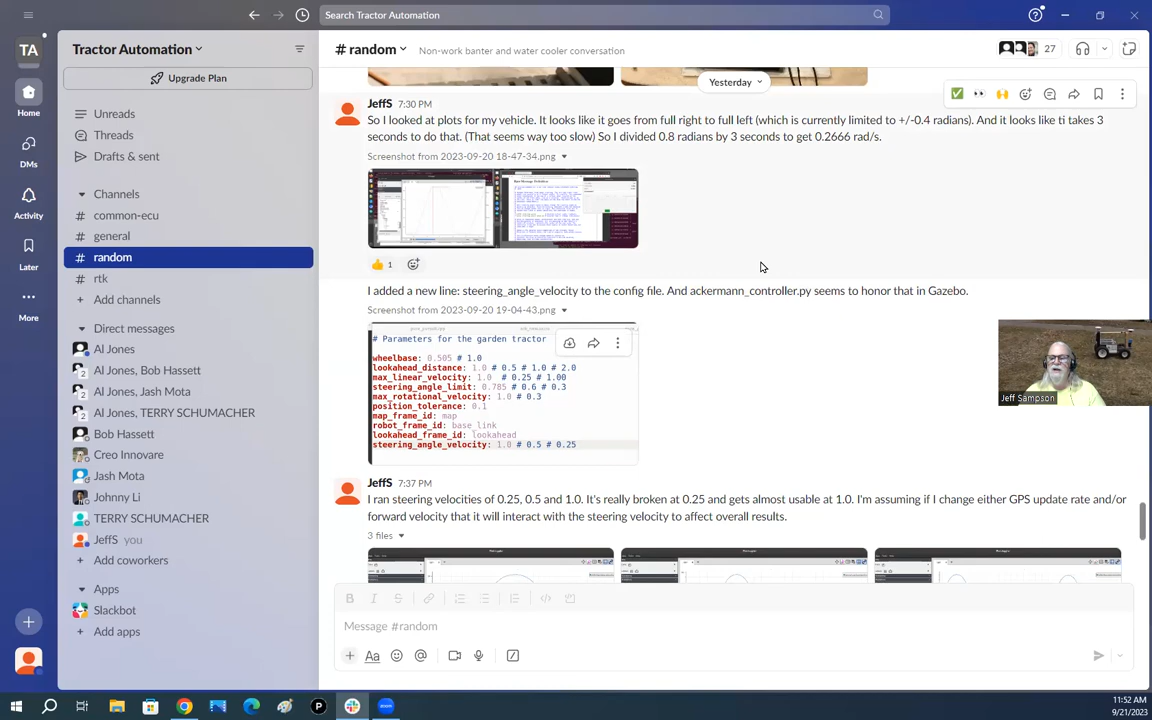 Search Tractor Automation
TA
Home
DMs
Activity
Later
More
Tractor Automation
Upgrade Plan
Unreads
Threads
Drafts & sent
Channels
# common-ecu
# general
# random
# rtk
+ Add channels
Direct messages
Al Jones
2 Al Jones, Bob Hassett
2 Al Jones, Jash Mota
2 Al Jones, TERRY SCHUMACHER
Bob Hassett
Creo Innovare
Jash Mota
Johnny Li
TERRY SCHUMACHER
JeffS you
+ Add coworkers
Apps
Slackbot
+ Add apps
# random
Non-work banter and water cooler conversation
27
Yesterday
JeffS 7:30 PM
So I looked at plots for my vehicle. It looks like it goes from full right to full left (which is currently limited to +/-0.4 radians). And it looks like ti takes 3
seconds to do that. (That seems way too slow) So I divided 0.8 radians by 3 seconds to get 0.2666 rad/s.
Screenshot from 2023-09-20 18-47-34.png
1
I added a new line: steering_angle_velocity to the config file. And ackermann_controller.py seems to honor that in Gazebo.
Screenshot from 2023-09-20 19-04-43.png
# Parameters for the garden tractor
wheelbase: 0.505 # 1.0
lookahead_distance: 1.0 # 0.5 # 1.0 # 2.0
max_linear_velocity: 1.0 # 0.25 # 1.00
steering_angle_limit: 0.785 # 0.6 # 0.3
max_rotational_velocity: 1.0 # 0.3
position_tolerance: 0.1
map_frame_id: map
robot_frame_id: base_link
lookahead_frame_id: lookahead
steering_angle_velocity: 1.0 # 0.5 # 0.25
JeffS 7:37 PM
I ran steering velocities of 0.25, 0.5 and 1.0. It's really broken at 0.25 and gets almost usable at 1.0. I'm assuming if I change either GPS update rate and/or
forward velocity that it will interact with the steering velocity to affect overall results.
3 files
Message #random
Jeff Sampson
11:52 AM
9/21/2023